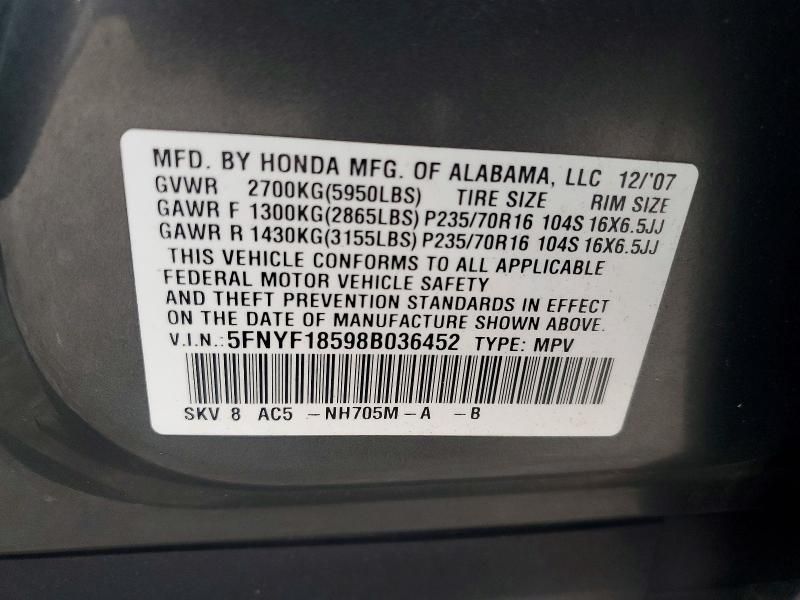 MFD. BY HONDA MFG. OF ALABAMA, LLC 12/'07
GVWR 2700KG(5950LBS) TIRE SIZE RIM SIZE
GAWR F 1300KG(2865LBS) P235/70R16 104S 16X6.5JJ
GAWR R 1430KG(3155LBS) P235/70R16 104S 16X6.5JJ
THIS VEHICLE CONFORMS TO ALL APPLICABLE
FEDERAL MOTOR VEHICLE SAFETY
AND THEFT PREVENTION STANDARDS IN EFFECT
ON THE DATE OF MANUFACTURE SHOWN ABOVE.
V.I.N.: 5FNYF18598B036452 TYPE: MPV
SKV 8 AC5 -NH705M-A -B